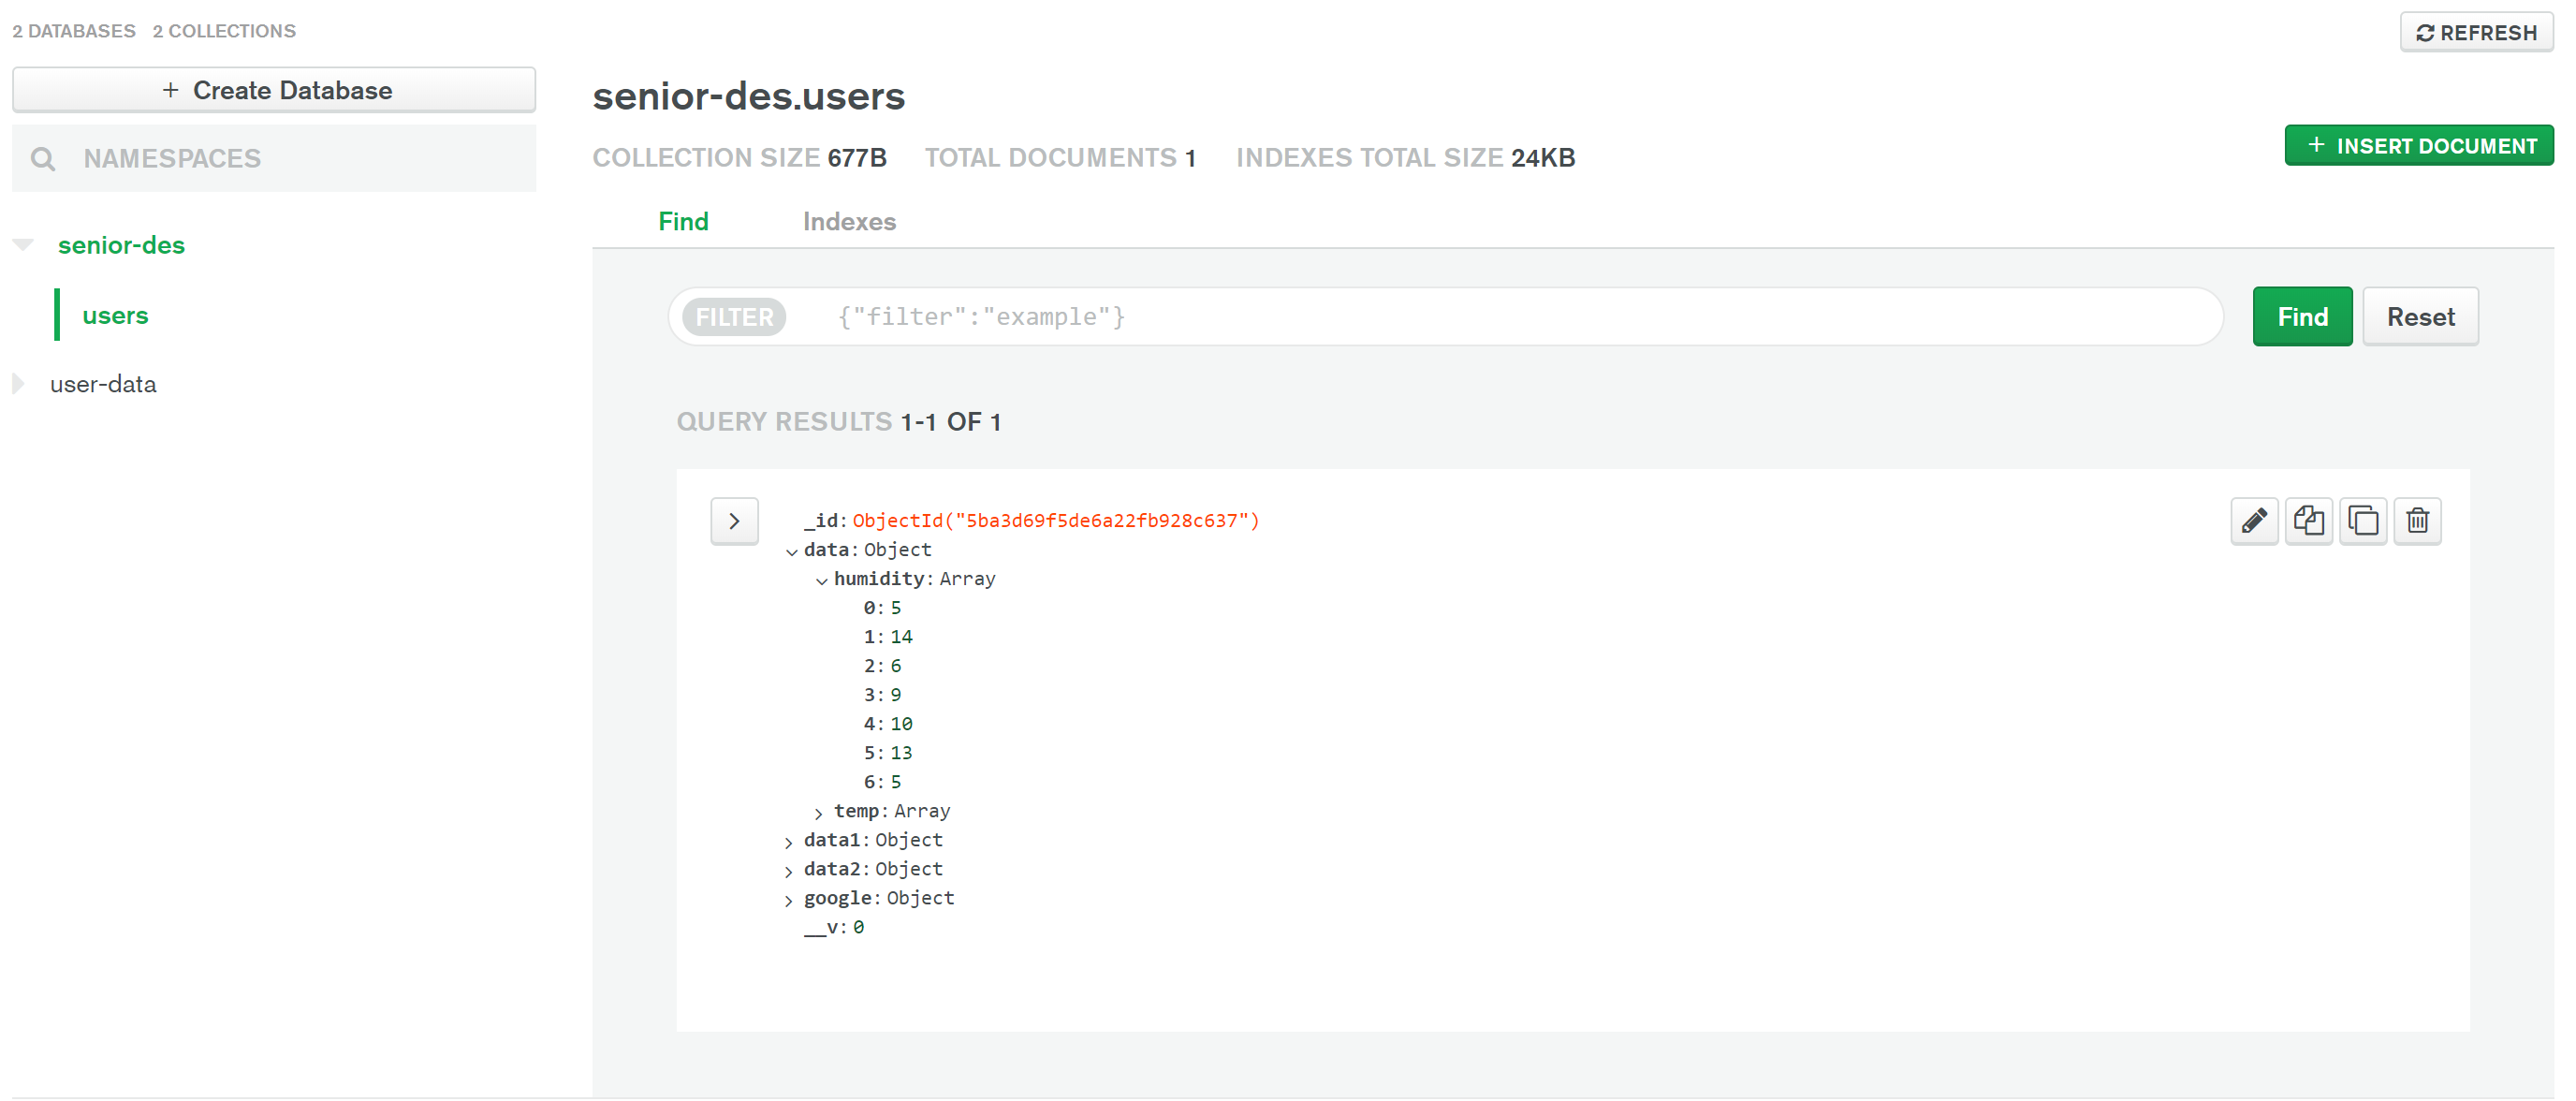 2 DATABASES 2 COLLECTIONS
REFRESH
+ Create Database
NAMESPACES
senior-des
users
user-data
senior-des.users
COLLECTION SIZE 677B TOTAL DOCUMENTS 1 INDEXES TOTAL SIZE 24KB
+ INSERT DOCUMENT
Find Indexes
FILTER {"filter":"example"}
Find Reset
QUERY RESULTS 1-1 OF 1
_id: ObjectId("5ba3d69f5de6a22fb928c637")
data: Object
humidity: Array
0: 5
1: 14
2: 6
3: 9
4: 10
5: 13
6: 5
temp: Array
data1: Object
data2: Object
google: Object
__v: 0